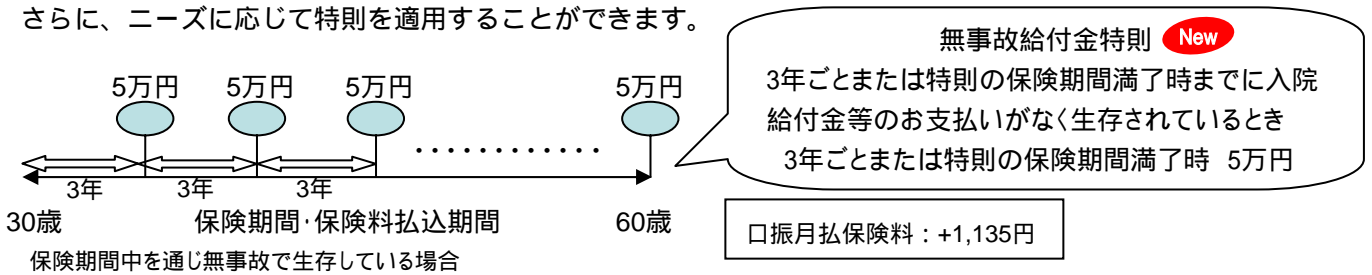 さらに、ニーズに応じて特則を適用することができます。
無事故給付金特則 New
3年ごとまたは特則の保険期間満了時までに入院
給付金等のお支払いがなく生存されているとき
3年ごとまたは特則の保険期間満了時 5万円
5万円 5万円 5万円 5万円
・・・・・・・・・・・・
3年 3年 3年
30歳 保険期間・保険料払込期間 60歳
口振月払保険料：+1,135円
保険期間中を通じ無事故で生存している場合